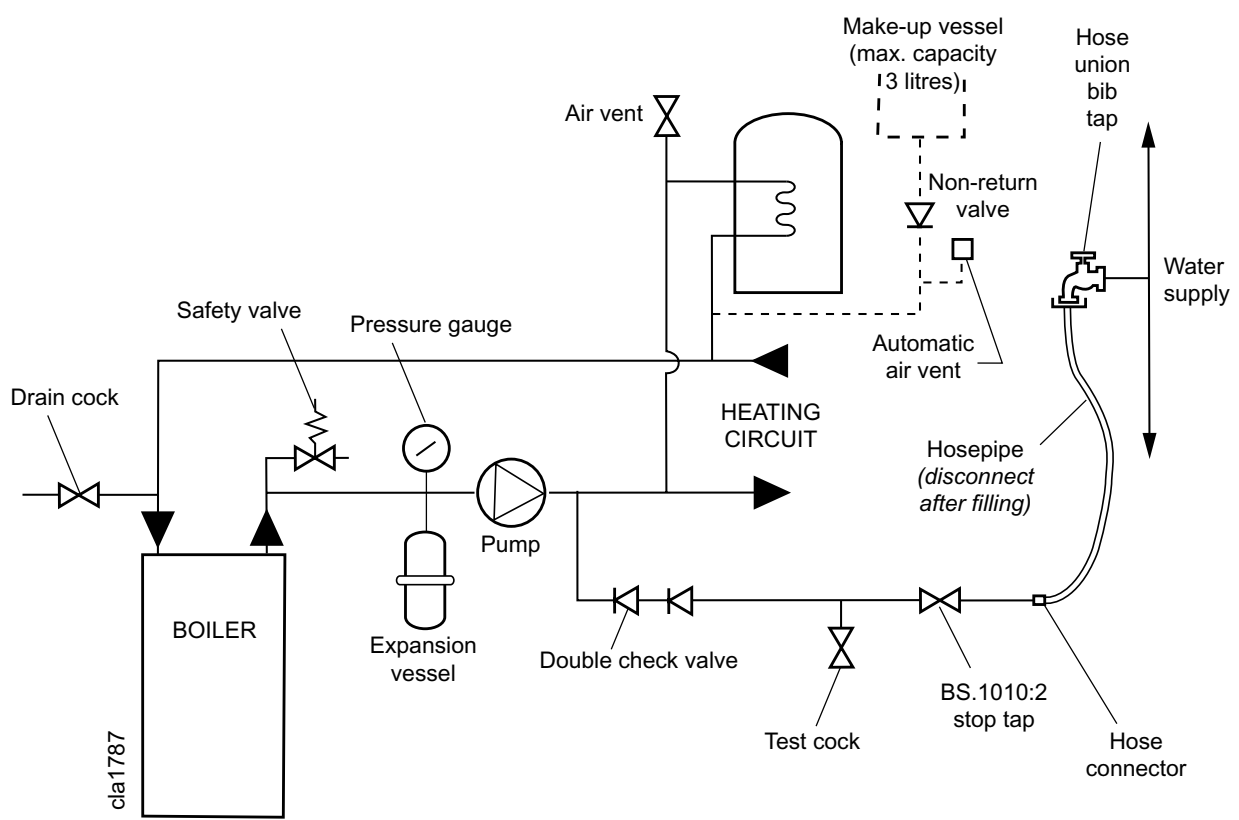 Make-up vessel
(max. capacity
3 litres)
Hose
union
bib
tap
Air vent
Non-return
valve
Water
supply
Safety valve
Pressure gauge
Automatic
air vent
Drain cock
HEATING
CIRCUIT
Hosepipe
(disconnect
after filling)
Pump
BOILER
Expansion
vessel
Double check valve
BS.1010:2
stop tap
Test cock
Hose
connector
cla1787